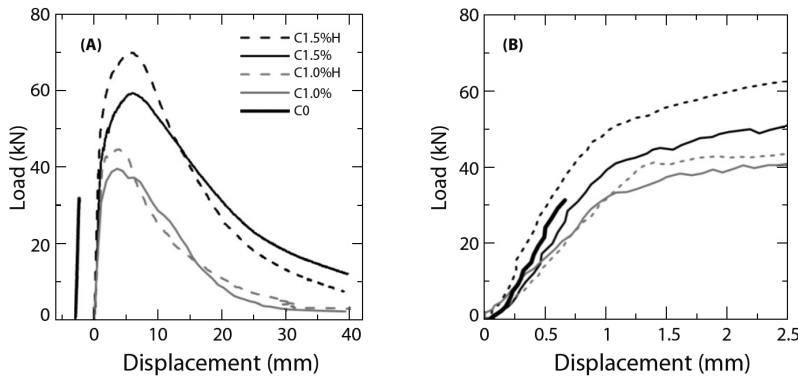 (A)
C1.5%H
C1.5%
C1.0%H
C1.0%
C0
80
60
40
20
0
Load (kN)
0 10 20 30 40
Displacement (mm)
(B)
80
60
40
20
0
Load (kN)
0 0.5 1 1.5 2 2.5
Displacement (mm)